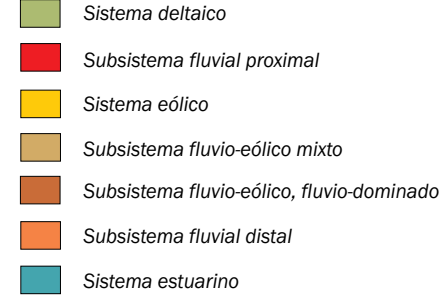 Sistema deltaico
Subsistema fluvial proximal
Sistema eólico
Subsistema fluvio-eólico mixto
Subsistema fluvio-eólico, fluvio-dominado
Subsistema fluvial distal
Sistema estuarino